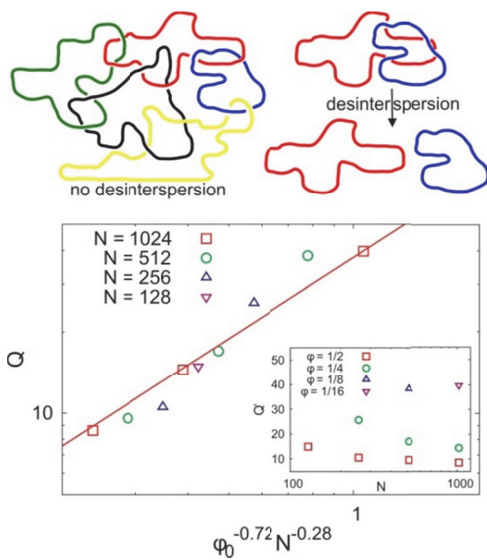 desinterspersion
no desinterspersion
N = 1024
N = 512
N = 256
N = 128
Q
10
φ = 1/2
φ = 1/4
φ = 1/8
φ = 1/16
Q
50
40
30
20
10
100
N
1000
1
φ₀^-0.72 N^-0.28